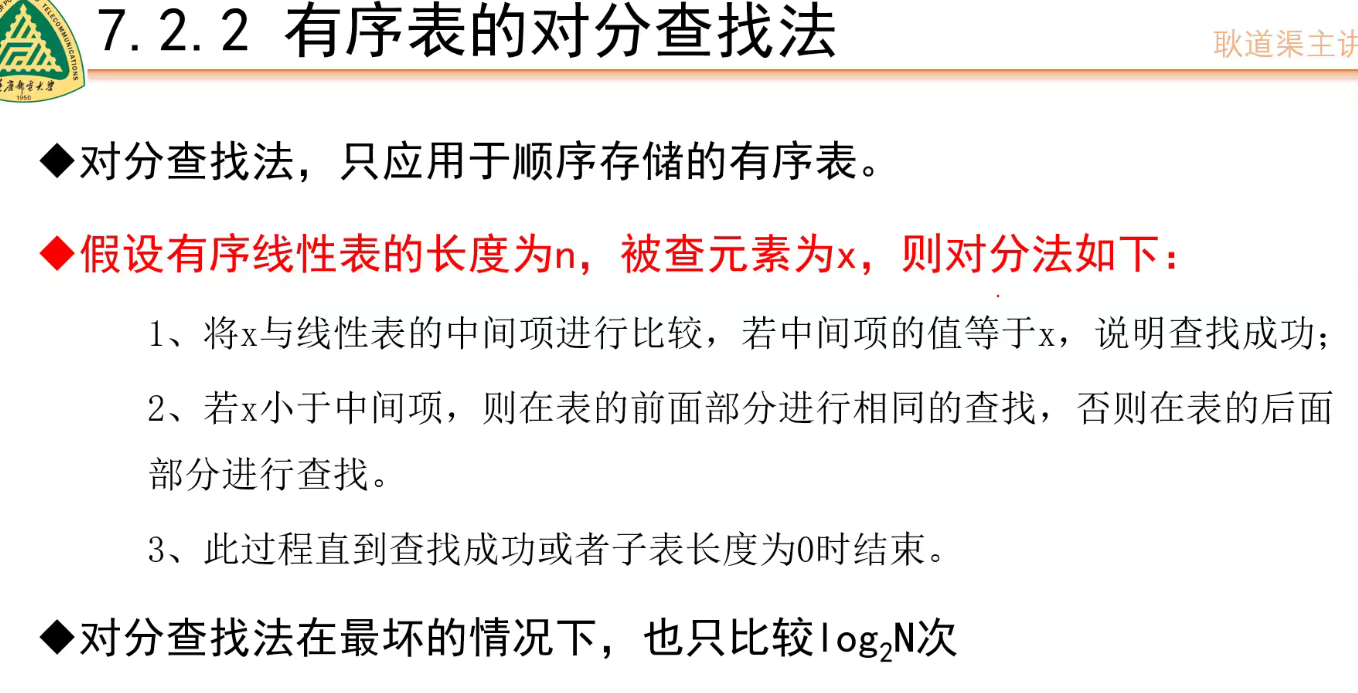 7.2.2 有序表的对分查找法
耿道渠主讲
◆对分查找法，只应用于顺序存储的有序表。
◆假设有序线性表的长度为n，被查元素为x，则对分法如下：
1、将x与线性表的中间项进行比较，若中间项的值等于x，说明查找成功；
2、若x小于中间项，则在表的前面部分进行相同的查找，否则在表的后面
部分进行查找。
3、此过程直到查找成功或者子表长度为0时结束。
◆对分查找法在最坏的情况下，也只比较log₂N次
TELECOMMUNICATIONS
1950